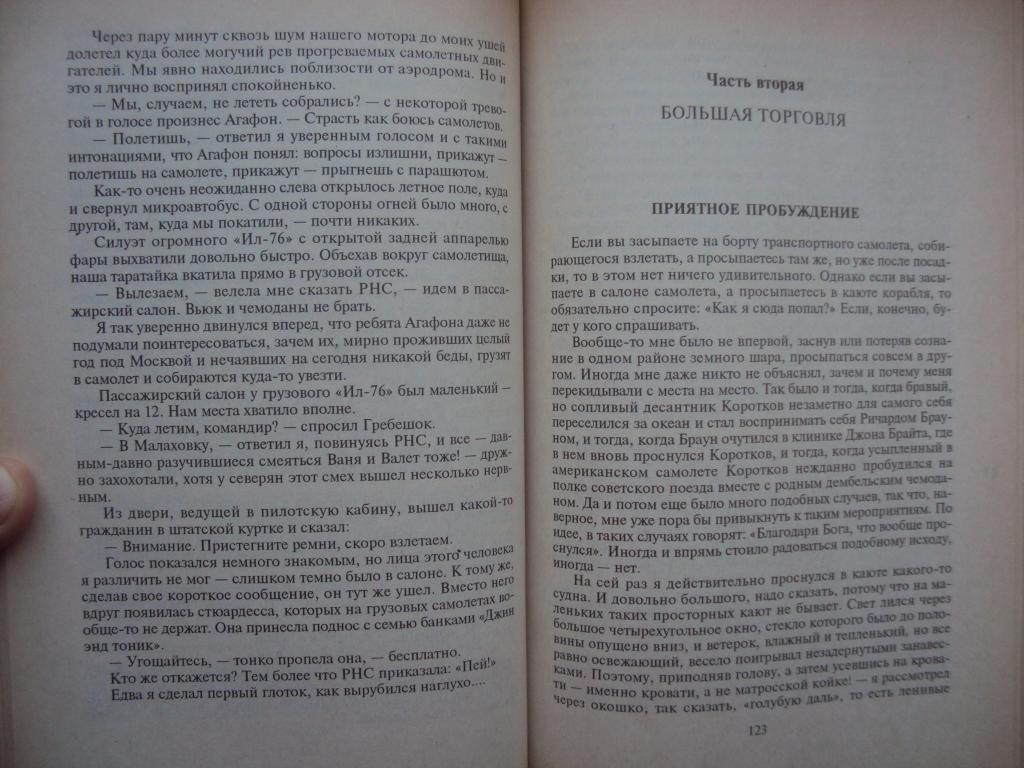 Через пару минут сквозь шум нашего мотора до моих ушей
долетел куда более могучий рев прогреваемых самолетных дви-
гателей. Мы явно находились поблизости от аэродрома. Но и
это я лично воспринял спокойненько.
— Мы, случаем, не лететь собрались? — с некоторой трево-
гой в голосе произнес Агафон. — Страсть как боюсь самолетов.
— Полетишь, — ответил я уверенным голосом и с такими
интонациями, что Агафон понял: вопросы излишни, прикажут —
полетишь на самолете, прикажут — прыгнешь с парашютом.
Как-то очень неожиданно слева открылось летное поле, куда
и свернул микроавтобус. С одной стороны огней было много, с
другой, там, куда мы покатили, — почти никаких.
Силуэт огромного «Ил-76» с открытой задней аппарелью
фары выхватили довольно быстро. Объехав вокруг самолетища,
наша таратайка вкатила прямо в грузовой отсек.
— Вылезаем, — велела мне сказать РНС, — идем в пасса-
жирский салон. Вьюк и чемоданы не брать.
Я так уверенно двинулся вперед, что ребята Агафона даже не
подумали поинтересоваться, зачем их, мирно проживших целый
год под Москвой и нечаявших на сегодня никакой беды, грузят
в самолет и собираются куда-то увезти.
Пассажирский салон у грузового «Ил-76» был маленький —
кресел на 12. Нам места хватило вполне.
— Куда летим, командир? — спросил Гребешок.
— В Малаховку, — ответил я, повинуясь РНС, и все — дав-
ным-давно разучившиеся смеяться Ваня и Валет тоже! — друж-
но захохотали, хотя у северян этот смех вышел несколько нерв-
ным.
Из двери, ведущей в пилотскую кабину, вышел какой-то
гражданин в штатской куртке и сказал:
— Внимание. Пристегните ремни, скоро взлетаем.
Голос показался немного знакомым, но лица этого человека
я различить не мог — слишком темно было в салоне. К тому же,
сделав свое короткое сообщение, он тут же ушел. Вместо него
вдруг появилась стюардесса, которых на грузовых самолетах во-
обще-то не держат. Она принесла поднос с семью банками «Джин
энд тоник».
— Угощайтесь, — тонко пропела она, — бесплатно.
Кто же откажется? Тем более что РНС приказала: «Пей!»
Едва я сделал первый глоток, как вырубился наглухо....
Часть вторая
БОЛЬШАЯ ТОРГОВЛЯ
ПРИЯТНОЕ ПРОБУЖДЕНИЕ
Если вы засыпаете на борту транспортного самолета, соби-
рающегося взлетать, а просыпаетесь там же, но уже после посад-
ки, то в этом нет ничего удивительного. Однако если вы засы-
паете в салоне самолета, а просыпаетесь в каюте корабля, то
обязательно спросите: «Как я сюда попал?» Если, конечно, бу-
дет у кого спрашивать.
Вообще-то мне было не впервой, заснув или потеряв созна-
ние в одном районе земного шара, просыпаться совсем в дру-
гом. Иногда мне даже никто не объяснял, зачем и почему меня
перекидывали с места на место. Так было и тогда, когда бравый,
но сопливый десантник Коротков незаметно для самого себя
переселился за океан и стал воспринимать себя Ричардом Брау-
ном, и тогда, когда Браун очутился в клинике Джона Брайта, где
в нем вновь проснулся Коротков, и тогда, когда усыпленный в
американском самолете Коротков нежданно пробудился на
полке советского поезда вместе с родным дембельским чемода-
ном. Да и потом еще было много подобных случаев, так что, на-
верное, мне уже пора бы привыкнуть к таким мероприятиям. По
идее, в таких случаях говорят: «Благодари Бога, что вообще про-
снулся». Иногда и впрямь стоило радоваться подобному исходу,
иногда — нет.
На сей раз я действительно проснулся в каюте какого-то
судна. И довольно большого, надо сказать, потому что на ма-
леньких таких просторных кают не бывает. Свет лился через
большое четырехугольное окно, стекло которого было до поло-
вины опущено вниз, и ветерок, влажный и тепленький, но все
равно освежающий, весело поигрывал незадернутыми занавес-
ками. Поэтому, приподняв голову, а затем усевшись на крова-
ти — именно кровати, а не матросской койке! — я рассмотрел
через окошко, так сказать, «голубую даль», то есть ленивые
123